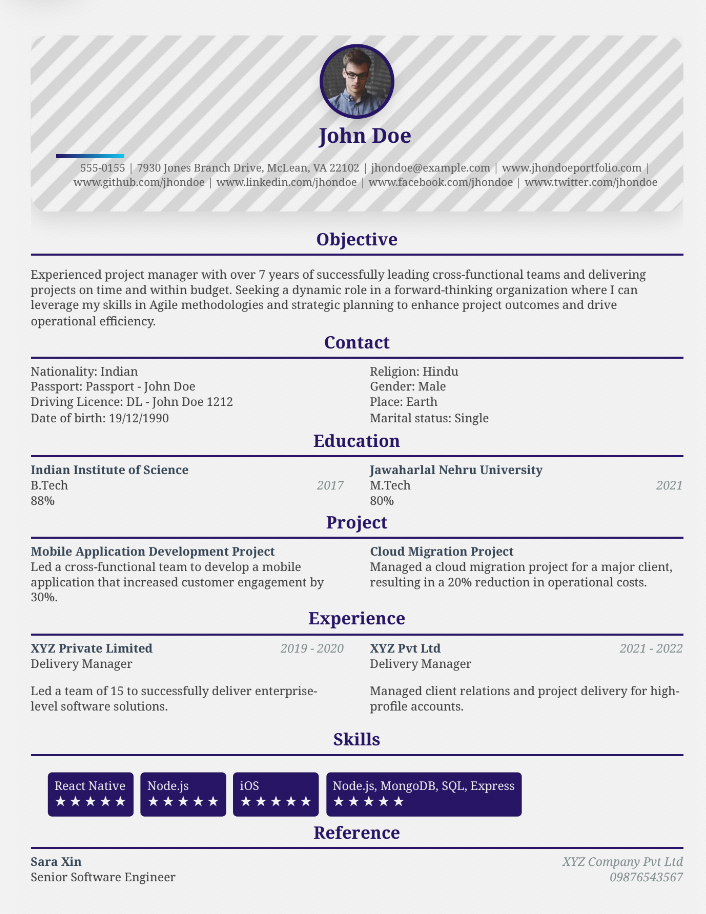 John Doe
555-0155 | 7930 Jones Branch Drive, McLean, VA 22102 | jhondoe@example.com | www.jhondoeportfolio.com |
www.github.com/jhondoe | www.linkedin.com/jhondoe | www.facebook.com/jhondoe | www.twitter.com/jhondoe
Objective
Experienced project manager with over 7 years of successfully leading cross-functional teams and delivering
projects on time and within budget. Seeking a dynamic role in a forward-thinking organization where I can
leverage my skills in Agile methodologies and strategic planning to enhance project outcomes and drive
operational efficiency.
Contact
Nationality: Indian
Passport: Passport - John Doe
Driving Licence: DL - John Doe 1212
Date of birth: 19/12/1990
Religion: Hindu
Gender: Male
Place: Earth
Marital status: Single
Education
Indian Institute of Science
B.Tech 2017
88%
Jawaharlal Nehru University
M.Tech 2021
80%
Project
Mobile Application Development Project
Led a cross-functional team to develop a mobile
application that increased customer engagement by
30%.
Cloud Migration Project
Managed a cloud migration project for a major client,
resulting in a 20% reduction in operational costs.
Experience
XYZ Private Limited 2019 - 2020
Delivery Manager
Led a team of 15 to successfully deliver enterprise-
level software solutions.
XYZ Pvt Ltd 2021 - 2022
Delivery Manager
Managed client relations and project delivery for high-
profile accounts.
Skills
React Native
★★★★★
Node.js
★★★★★
iOS
★★★★★
Node.js, MongoDB, SQL, Express
★★★★★
Reference
Sara Xin XYZ Company Pvt Ltd
Senior Software Engineer 09876543567